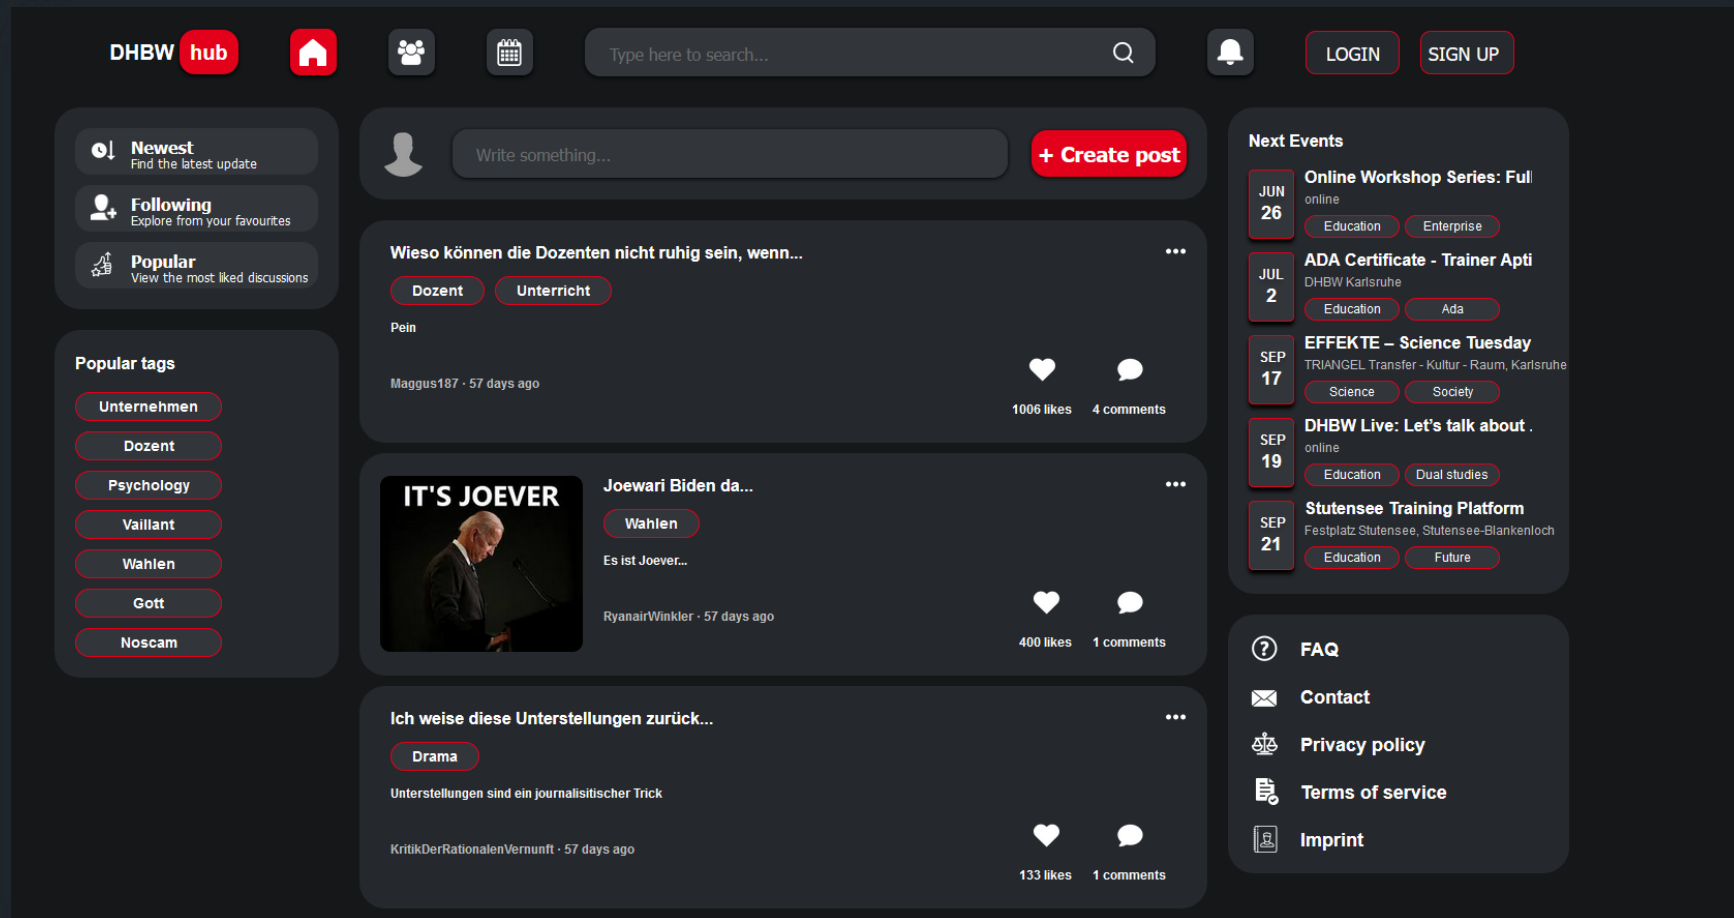 DHBW hub
Type here to search...
LOGIN
SIGN UP
Newest
Find the latest update
Following
Explore from your favourites
Popular
View the most liked discussions
Popular tags
Unternehmen
Dozent
Psychology
Vaillant
Wahlen
Gott
Noscam
Write something...
+ Create post
Wieso können die Dozenten nicht ruhig sein, wenn...
Dozent
Unterricht
Pein
Maggus187 · 57 days ago
1006 likes
4 comments
IT'S JOEVER
Joewari Biden da...
Wahlen
Es ist Joever...
RyanairWinkler · 57 days ago
400 likes
1 comments
Ich weise diese Unterstellungen zurück...
Drama
Unterstellungen sind ein journalisitischer Trick
KritikDerRationalenVernunft · 57 days ago
133 likes
1 comments
Next Events
JUN
26
Online Workshop Series: Ful
online
Education
Enterprise
JUL
2
ADA Certificate - Trainer Apti
DHBW Karlsruhe
Education
Ada
SEP
17
EFFEKTE – Science Tuesday
TRIANGEL Transfer - Kultur - Raum, Karlsruhe
Science
Society
SEP
19
DHBW Live: Let’s talk about .
online
Education
Dual studies
SEP
21
Stutensee Training Platform
Festplatz Stutensee, Stutensee-Blankenloch
Education
Future
FAQ
Contact
Privacy policy
Terms of service
Imprint